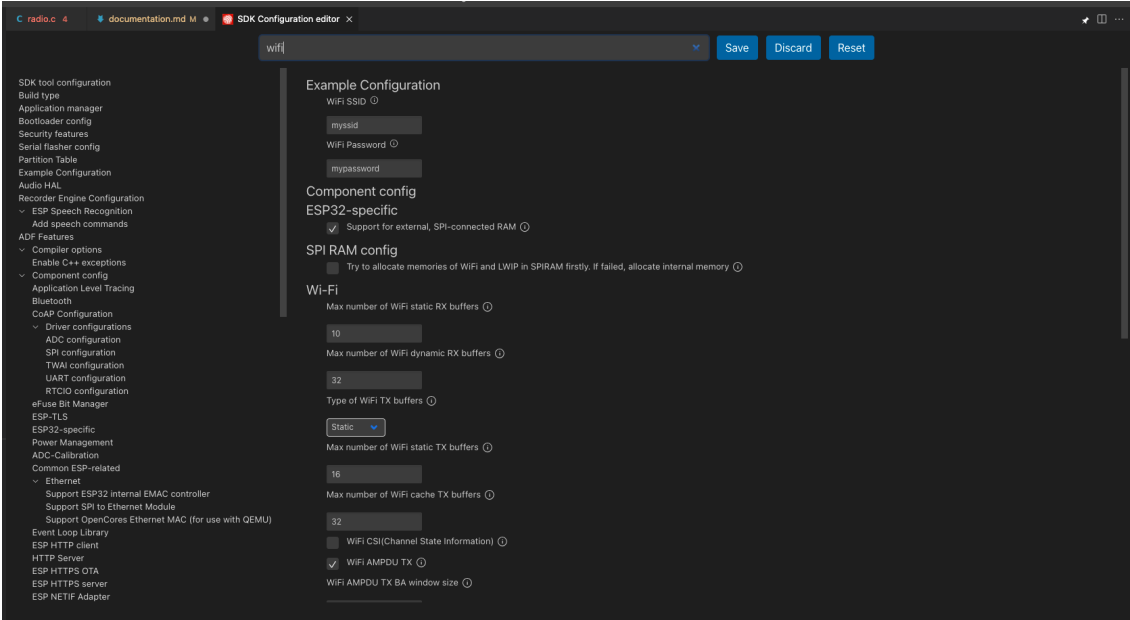 radio.c 4
documentation.md M
SDK Configuration editor
wifi
Save
Discard
Reset
SDK tool configuration
Build type
Application manager
Bootloader config
Security features
Serial flasher config
Partition Table
Example Configuration
Audio HAL
Recorder Engine Configuration
ESP Speech Recognition
Add speech commands
ADF Features
Compiler options
Enable C++ exceptions
Component config
Application Level Tracing
Bluetooth
CoAP Configuration
Driver configurations
ADC configuration
SPI configuration
TWAI configuration
UART configuration
RTCIO configuration
eFuse Bit Manager
ESP-TLS
ESP32-specific
Power Management
ADC-Calibration
Common ESP-related
Ethernet
Support ESP32 internal EMAC controller
Support SPI to Ethernet Module
Support OpenCores Ethernet MAC (for use with QEMU)
Event Loop Library
ESP HTTP client
HTTP Server
ESP HTTPS OTA
ESP HTTPS server
ESP NETIF Adapter
Example Configuration
WiFi SSID
myssid
WiFi Password
mypassword
Component config
ESP32-specific
Support for external, SPI-connected RAM
SPI RAM config
Try to allocate memories of WiFi and LWIP in SPIRAM firstly. If failed, allocate internal memory
Wi-Fi
Max number of WiFi static RX buffers
10
Max number of WiFi dynamic RX buffers
32
Type of WiFi TX buffers
Static
Max number of WiFi static TX buffers
16
Max number of WiFi cache TX buffers
32
WiFi CSI(Channel State Information)
WiFi AMPDU TX
WiFi AMPDU TX BA window size